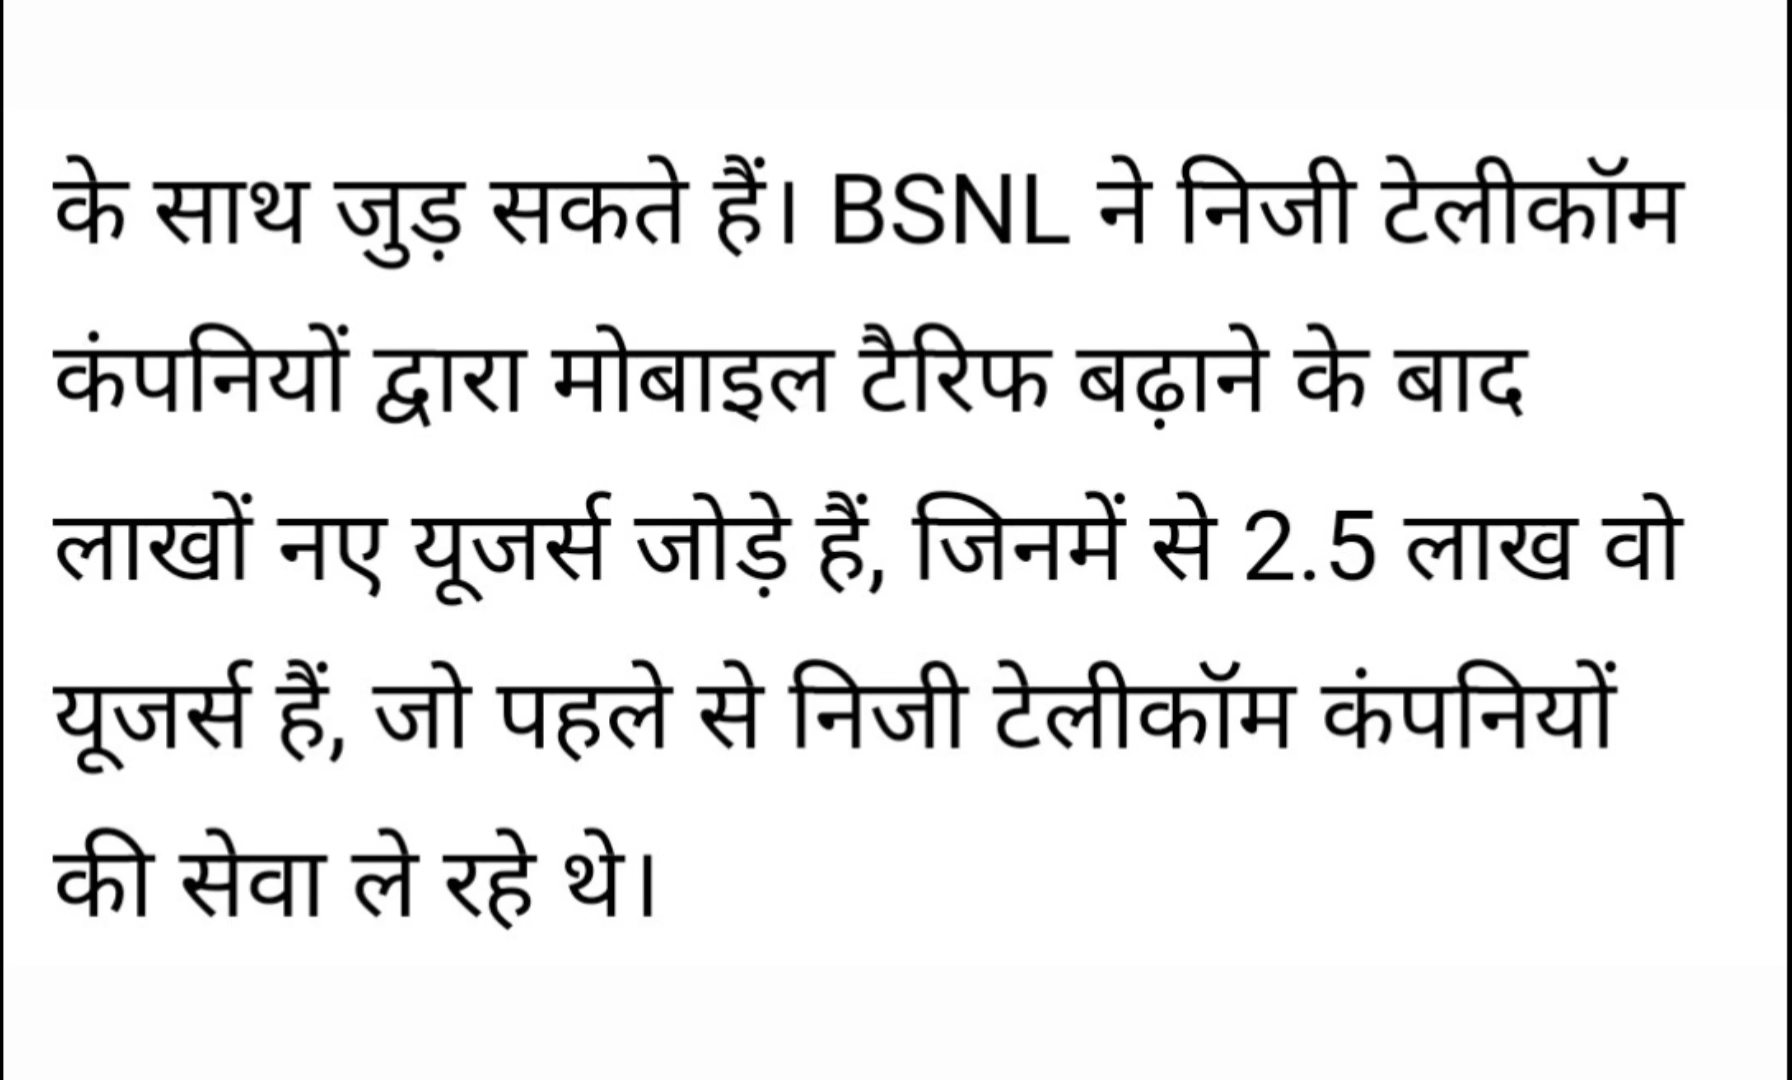 के साथ जुड़ सकते हैं। BSNL ने निजी टेलीकॉम
कंपनियों द्वारा मोबाइल टैरिफ बढ़ाने के बाद
लाखों नए यूजर्स जोड़े हैं, जिनमें से 2.5 लाख वो
यूजर्स हैं, जो पहले से निजी टेलीकॉम कंपनियों
की सेवा ले रहे थे।